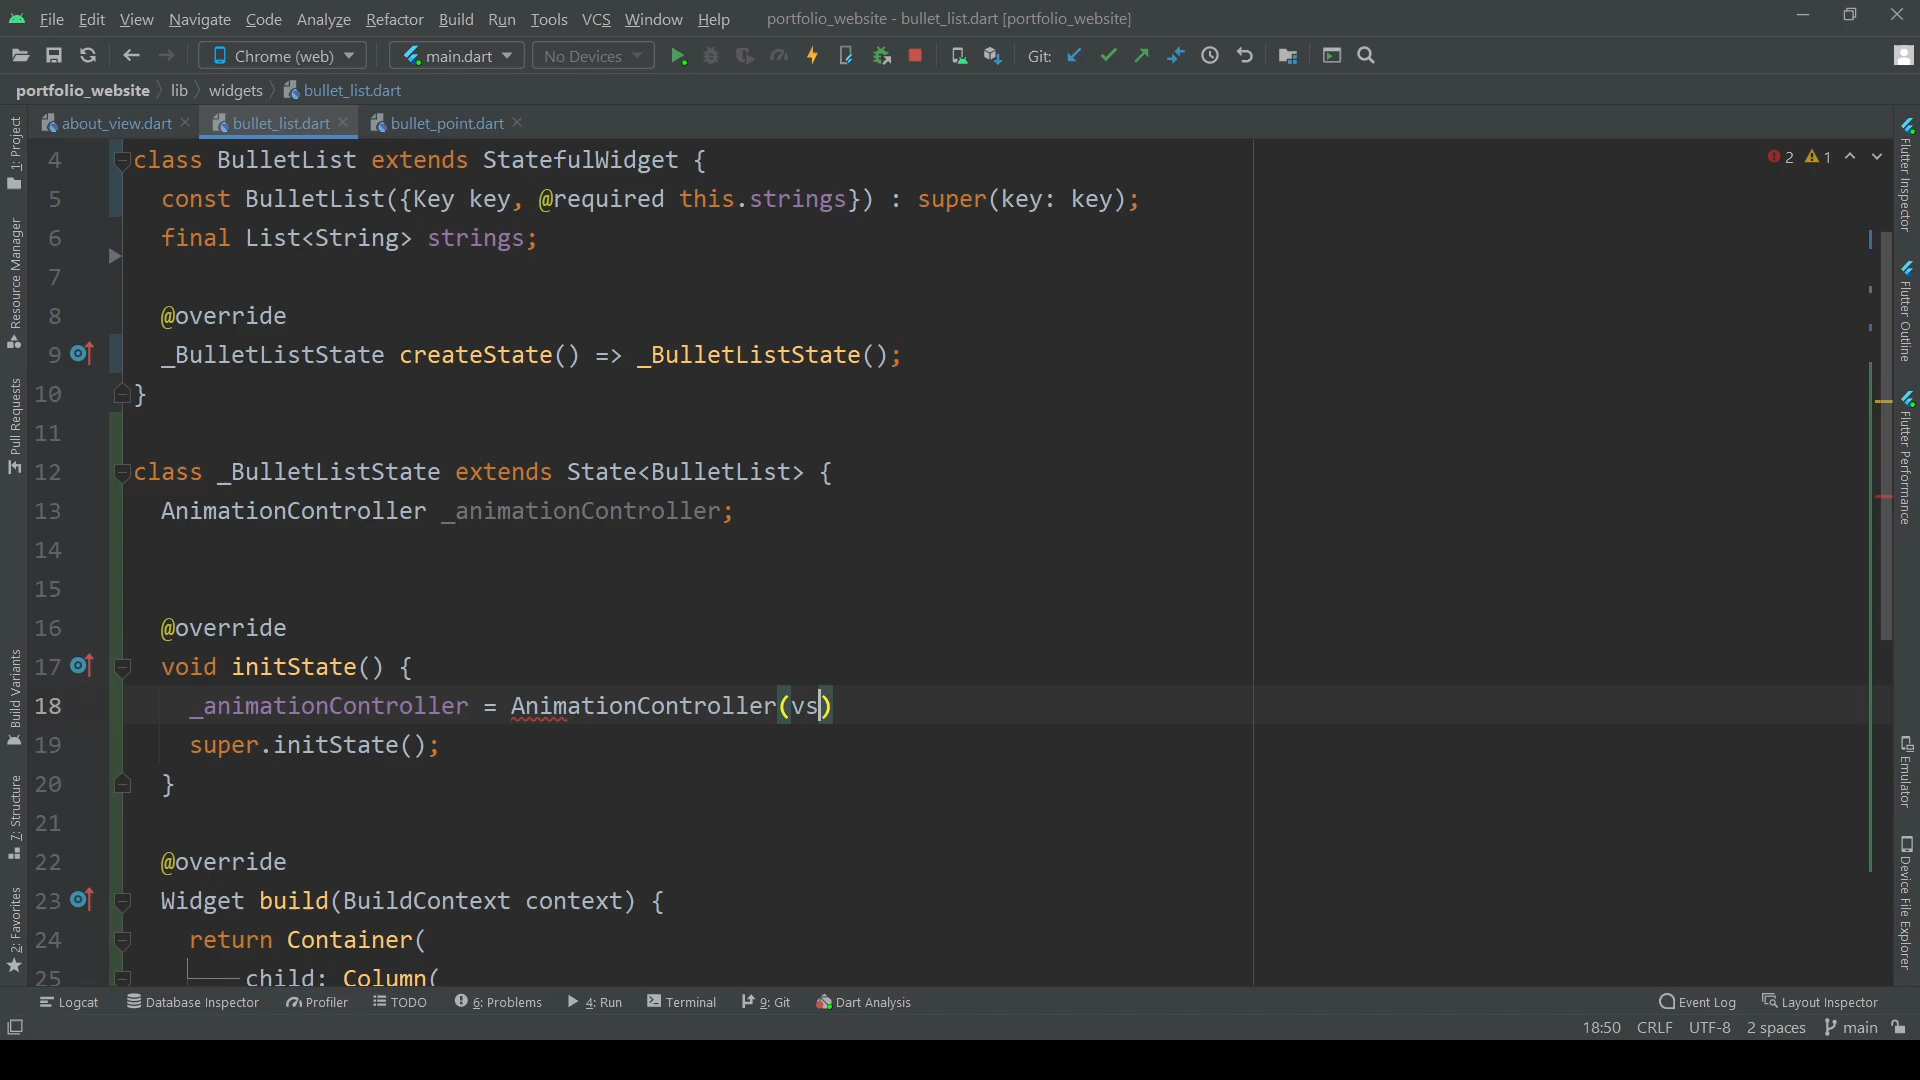 File Edit View Navigate Code Analyze Refactor Build Run Tools VCS Window Help portfolio_website - bullet_list.dart [portfolio_website]
Chrome (web) main.dart No Devices Git:
portfolio_website lib widgets bullet_list.dart
about_view.dart bullet_list.dart bullet_point.dart
4 class BulletList extends StatefulWidget { 2 1
5 const BulletList({Key key, @required this.strings}) : super(key: key);
6 final List<String> strings;
7
8 @override
9 _BulletListState createState() => _BulletListState();
10 }
11
12 class _BulletListState extends State<BulletList> {
13 AnimationController _animationController;
14
15
16 @override
17 void initState() {
18 _animationController = AnimationController(vs)
19 super.initState();
20 }
21
22 @override
23 Widget build(BuildContext context) {
24 return Container(
25 child: Column(
1: Project
Resource Manager
Pull Requests
Build Variants
7: Structure
2: Favorites
Flutter Inspector
Flutter Outline
Flutter Performance
Emulator
Device File Explorer
Logcat Database Inspector Profiler TODO 6: Problems 4: Run Terminal 9: Git Dart Analysis Event Log Layout Inspector
18:50 CRLF UTF-8 2 spaces main